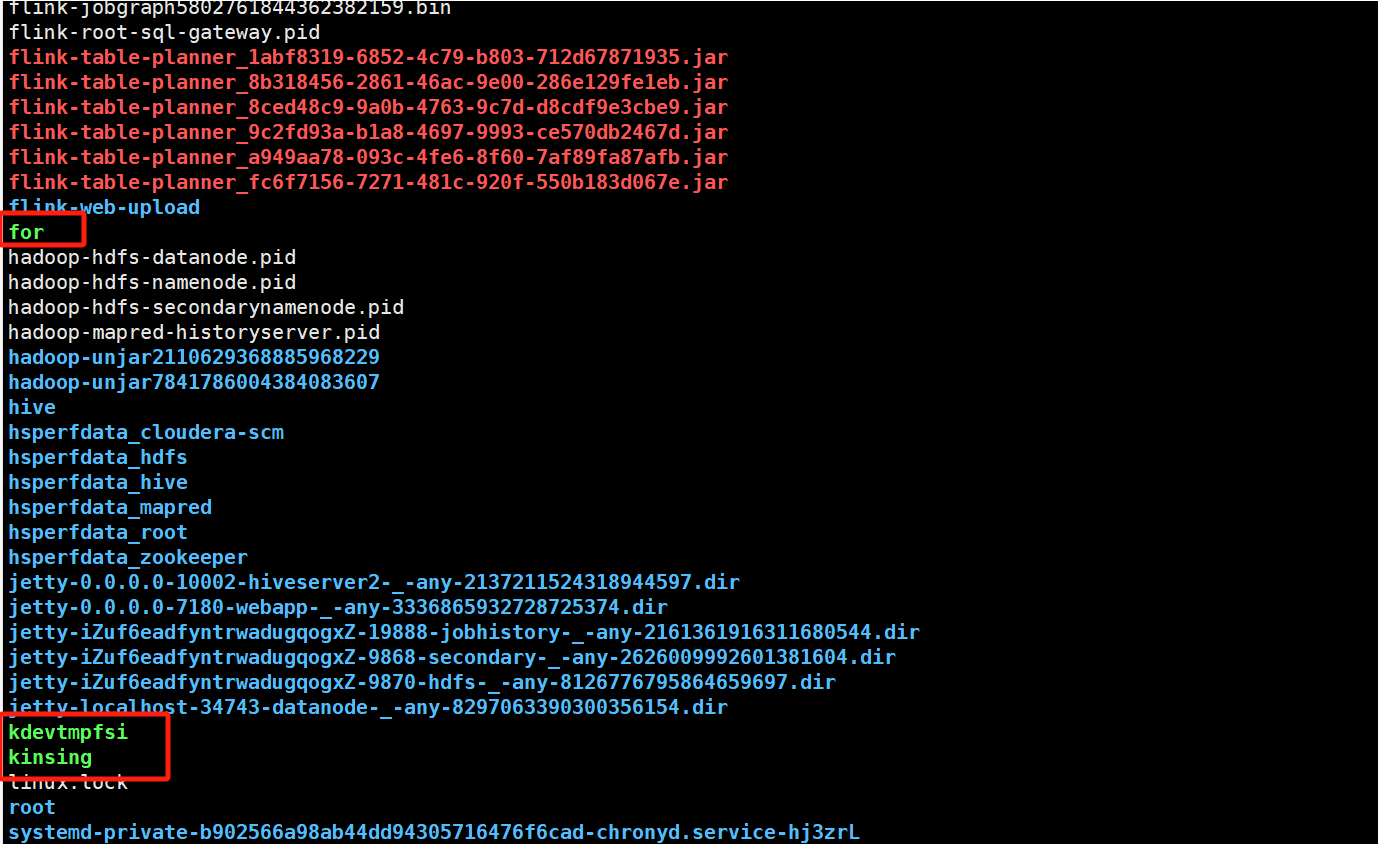 flink-jobgraph5802761844362382159.bin
flink-root-sql-gateway.pid
flink-table-planner_1abf8319-6852-4c79-b803-712d67871935.jar
flink-table-planner_8b318456-2861-46ac-9e00-286e129fe1eb.jar
flink-table-planner_8ced48c9-9a0b-4763-9c7d-d8cdf9e3cbe9.jar
flink-table-planner_9c2fd93a-b1a8-4697-9993-ce570db2467d.jar
flink-table-planner_a949aa78-093c-4fe6-8f60-7af89fa87afb.jar
flink-table-planner_fc6f7156-7271-481c-920f-550b183d067e.jar
flink-web-upload
for
hadoop-hdfs-datanode.pid
hadoop-hdfs-namenode.pid
hadoop-hdfs-secondarynamenode.pid
hadoop-mapred-historyserver.pid
hadoop-unjar2110629368885968229
hadoop-unjar7841786004384083607
hive
hsperfdata_cloudera-scm
hsperfdata_hdfs
hsperfdata_hive
hsperfdata_mapred
hsperfdata_root
hsperfdata_zookeeper
jetty-0.0.0.0-10002-hiveserver2-_-any-2137211524318944597.dir
jetty-0.0.0.0-7180-webapp-_-any-3336865932728725374.dir
jetty-iZuf6eadfyntrwadugqogxZ-19888-jobhistory-_-any-2161361916311680544.dir
jetty-iZuf6eadfyntrwadugqogxZ-9868-secondary-_-any-2626009992601381604.dir
jetty-iZuf6eadfyntrwadugqogxZ-9870-hdfs-_-any-8126776795864659697.dir
jetty-localhost-34743-datanode-_-any-8297063390300356154.dir
kdevtmpfsi
kinsing
linux.lock
root
systemd-private-b902566a98ab44dd94305716476f6cad-chronyd.service-hj3zrL